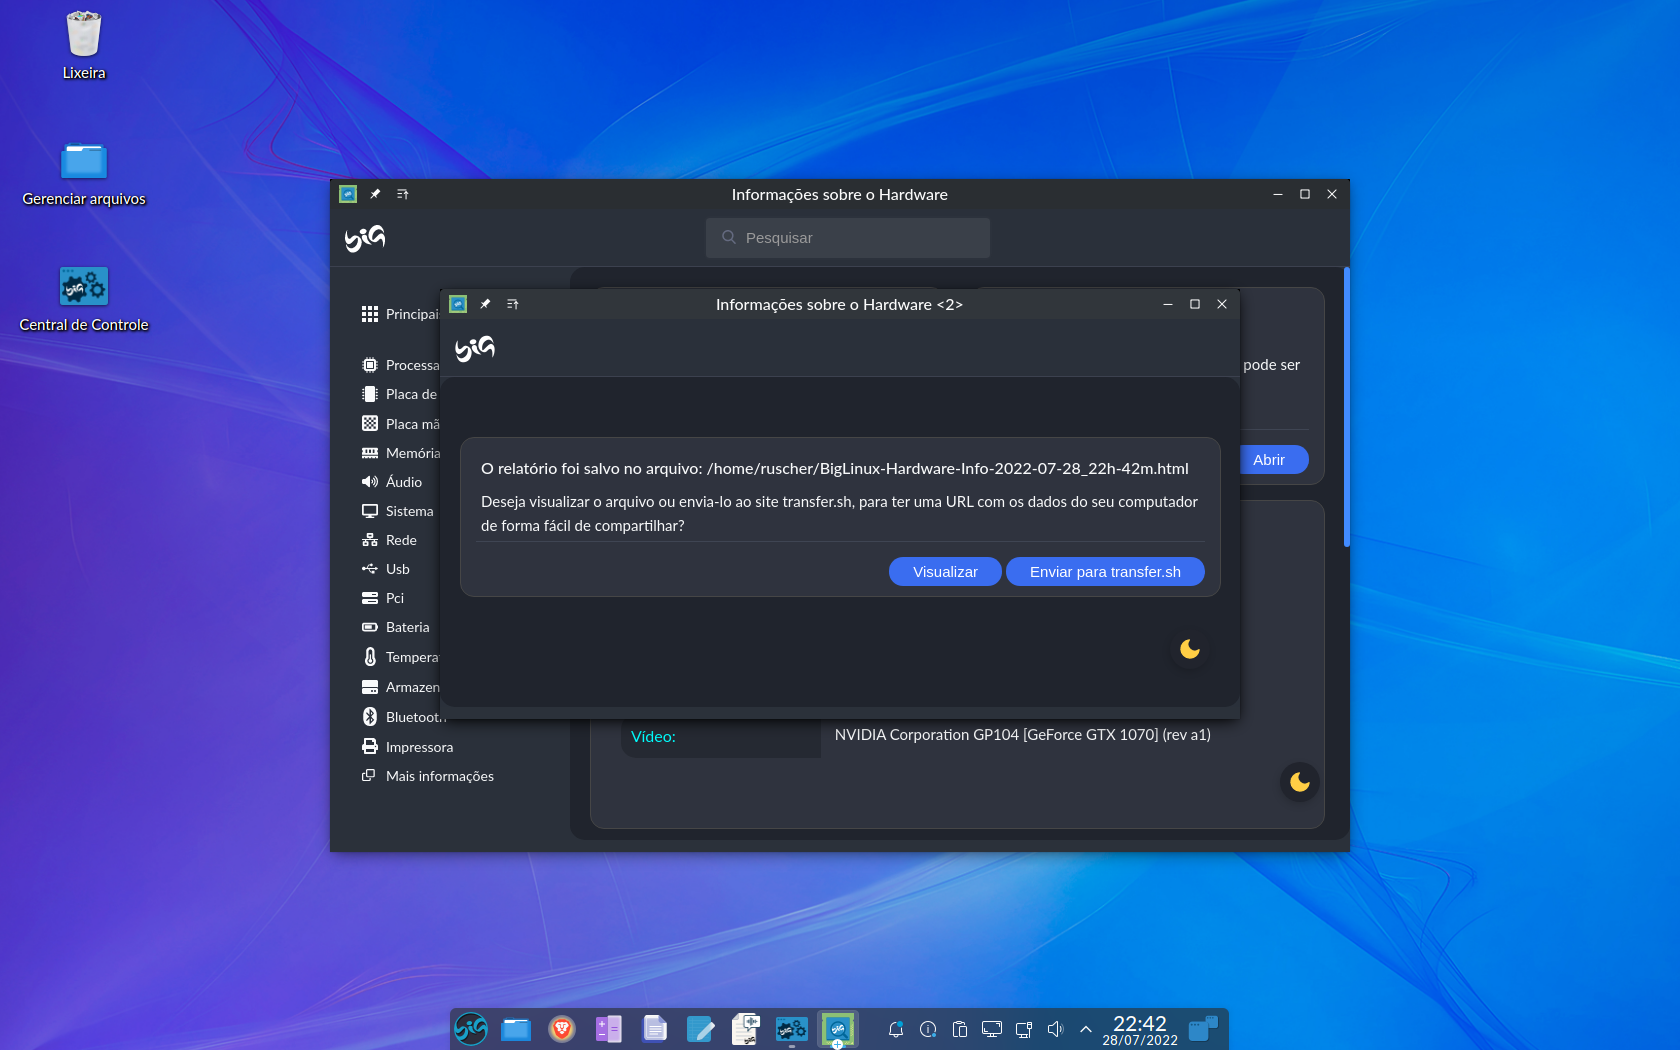 Lixeira
Gerenciar arquivos
Central de Controle
Informações sobre o Hardware
Pesquisar
Principais
Processa
Placa de
Placa mã
Memória
Áudio
Sistema
Rede
Usb
Pci
Bateria
Tempera
Armazen
Bluetooth
Impressora
Mais informações
pode ser
Abrir
Informações sobre o Hardware <2>
O relatório foi salvo no arquivo: /home/ruscher/BigLinux-Hardware-Info-2022-07-28_22h-42m.html
Deseja visualizar o arquivo ou envia-lo ao site transfer.sh, para ter uma URL com os dados do seu computador
de forma fácil de compartilhar?
Visualizar
Enviar para transfer.sh
Vídeo:
NVIDIA Corporation GP104 [GeForce GTX 1070] (rev a1)
22:42
28/07/2022